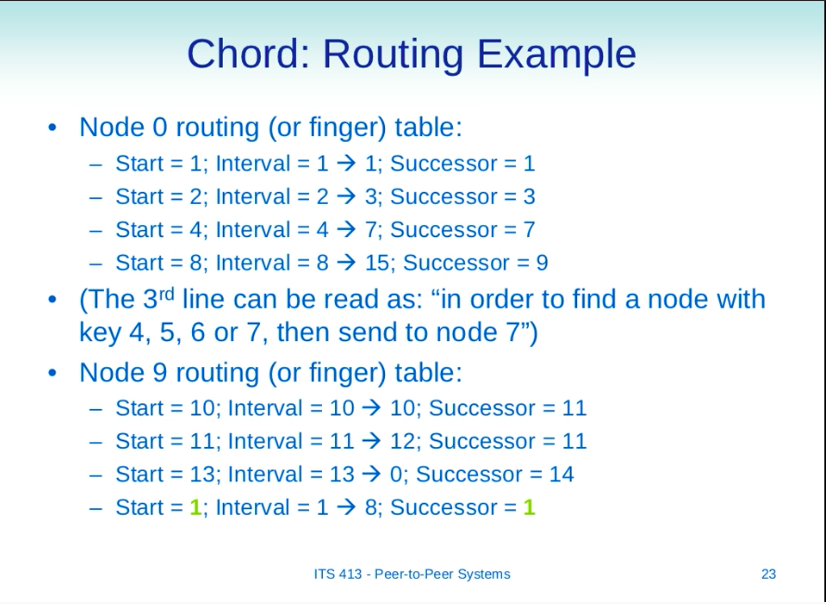 Chord: Routing Example
• Node 0 routing (or finger) table:
– Start = 1; Interval = 1 → 1; Successor = 1
– Start = 2; Interval = 2 → 3; Successor = 3
– Start = 4; Interval = 4 → 7; Successor = 7
– Start = 8; Interval = 8 → 15; Successor = 9
• (The 3rd line can be read as: “in order to find a node with
key 4, 5, 6 or 7, then send to node 7”)
• Node 9 routing (or finger) table:
– Start = 10; Interval = 10 → 10; Successor = 11
– Start = 11; Interval = 11 → 12; Successor = 11
– Start = 13; Interval = 13 → 0; Successor = 14
– Start = 1; Interval = 1 → 8; Successor = 1
ITS 413 - Peer-to-Peer Systems
23